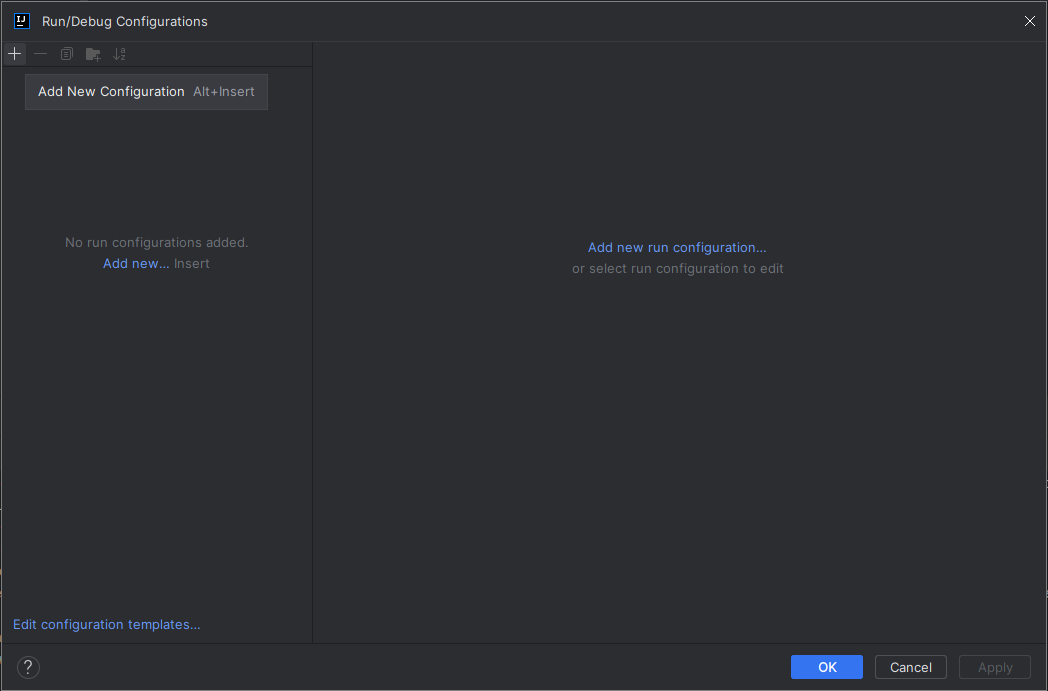 IJ
Run/Debug Configurations
Add New Configuration Alt+Insert
No run configurations added.
Add new... Insert
Add new run configuration...
or select run configuration to edit
Edit configuration templates...
?
OK
Cancel
Apply